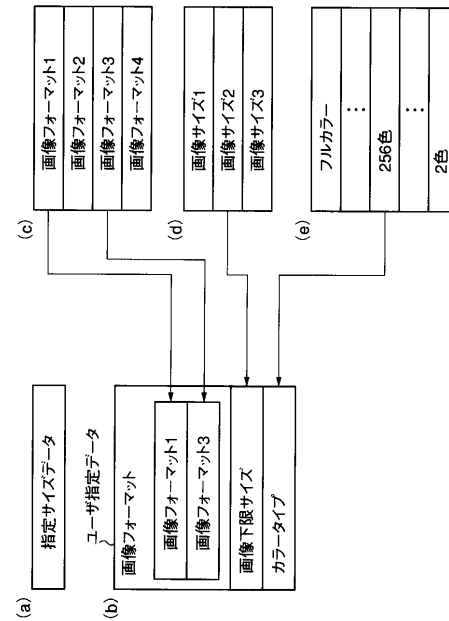 (a)
指定サイズデータ
(b)
ユーザ指定データ
画像フォーマット
画像フォーマット1
画像フォーマット3
画像下限サイズ
カラータイプ
(c)
画像フォーマット1
画像フォーマット2
画像フォーマット3
画像フォーマット4
(d)
画像サイズ1
画像サイズ2
画像サイズ3
(e)
フルカラー
⋮
256色
⋮
2色